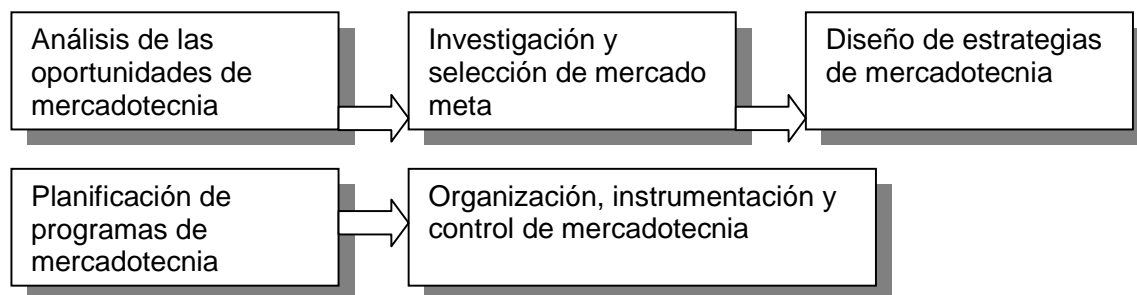 Análisis de las
oportunidades de
mercadotecnia
Investigación y
selección de mercado
meta
Diseño de estrategias
de mercadotecnia
Planificación de
programas de
mercadotecnia
Organización, instrumentación y
control de mercadotecnia